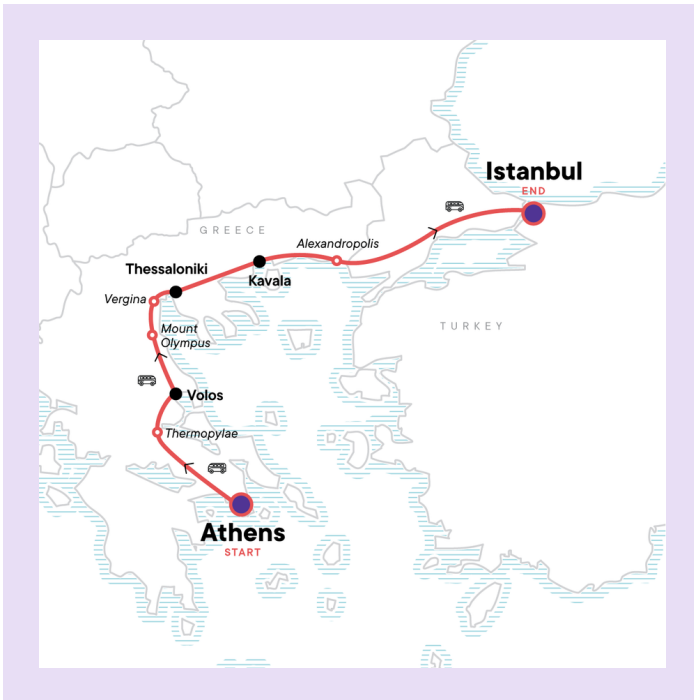 Istanbul
END
GREECE
Alexandropolis
Thessaloniki
Kavala
Vergina
Mount
Olympus
TURKEY
Volos
Thermopylae
Athens
START